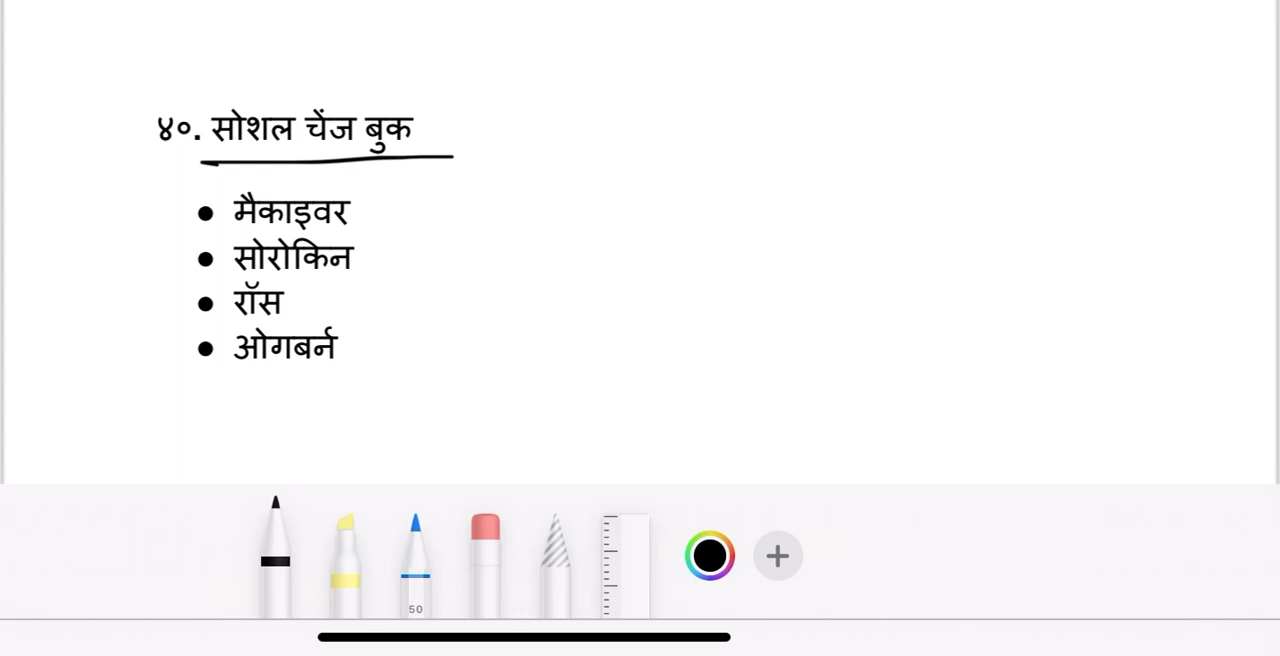 ४०. सोशल चेंज बुक
● मैकाइवर
● सोरोकिन
● रॉस
● ओगबर्न
50